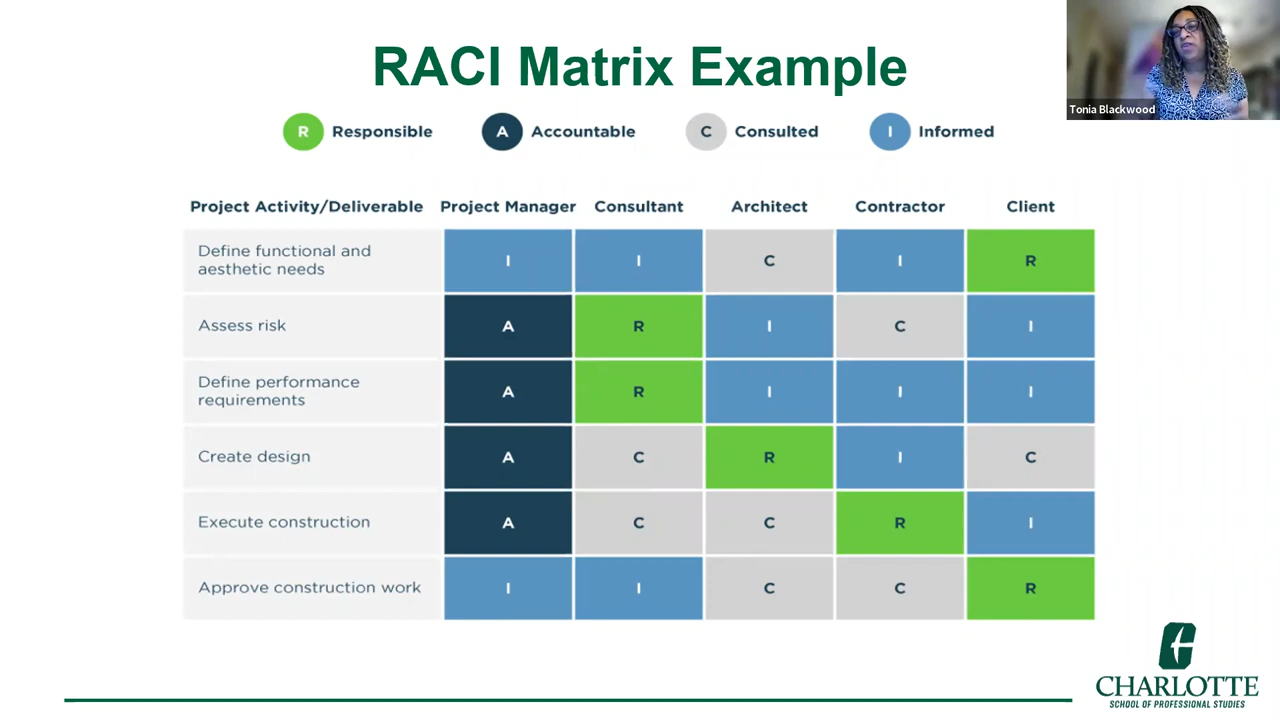 RACI Matrix Example
Tonia Blackwood
R Responsible A Accountable C Consulted I Informed
Project Activity/Deliverable Project Manager Consultant Architect Contractor Client
Define functional and
aesthetic needs
I I C I R
Assess risk A R I C I
Define performance
requirements
A R I I I
Create design A C R I C
Execute construction A C C R I
Approve construction work I I C C R
CHARLOTTE
SCHOOL OF PROFESSIONAL STUDIES